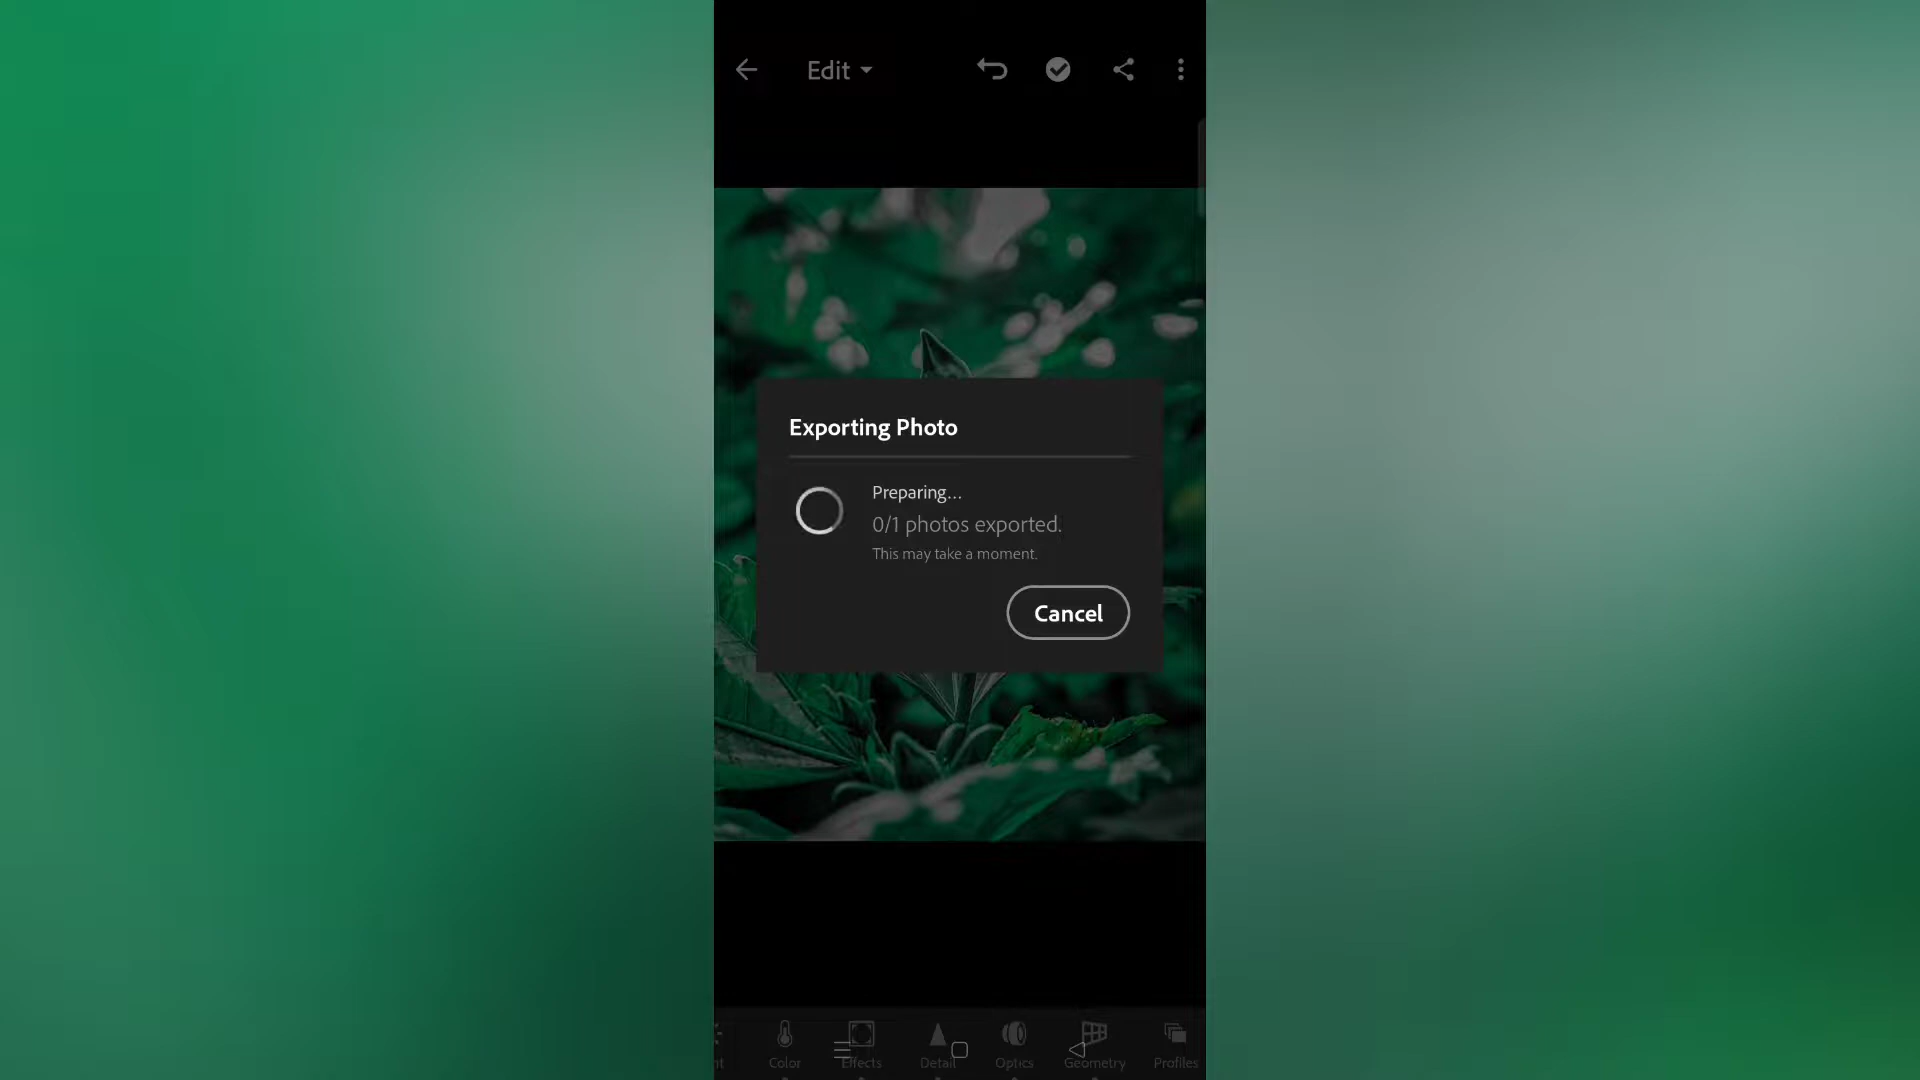 Edit
Exporting Photo
Preparing...
0/1 photos exported.
This may take a moment.
Cancel
Color
Effects
Detail
Optics
Geometry
Profiles